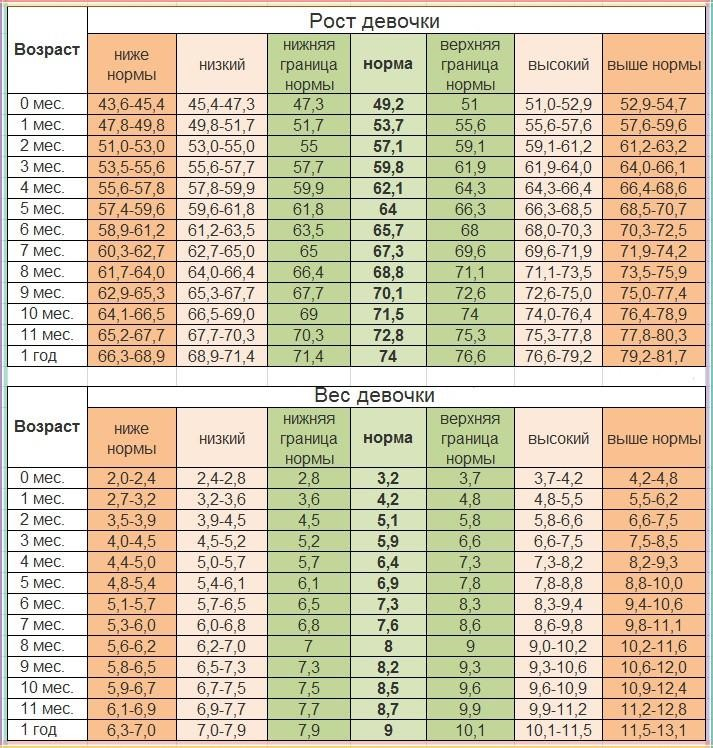 Рост девочки
Возраст ниже нормы низкий нижняя граница нормы норма верхняя граница нормы высокий выше нормы
0 мес. 43,6-45,4 45,4-47,3 47,3 49,2 51 51,0-52,9 52,9-54,7
1 мес. 47,8-49,8 49,8-51,7 51,7 53,7 55,6 55,6-57,6 57,6-59,6
2 мес. 51,0-53,0 53,0-55,0 55 57,1 59,1 59,1-61,2 61,2-63,2
3 мес. 53,5-55,6 55,6-57,7 57,7 59,8 61,9 61,9-64,0 64,0-66,1
4 мес. 55,6-57,8 57,8-59,9 59,9 62,1 64,3 64,3-66,4 66,4-68,6
5 мес. 57,4-59,6 59,6-61,8 61,8 64 66,3 66,3-68,5 68,5-70,7
6 мес. 58,9-61,2 61,2-63,5 63,5 65,7 68 68,0-70,3 70,3-72,5
7 мес. 60,3-62,7 62,7-65,0 65 67,3 69,6 69,6-71,9 71,9-74,2
8 мес. 61,7-64,0 64,0-66,4 66,4 68,8 71,1 71,1-73,5 73,5-75,9
9 мес. 62,9-65,3 65,3-67,7 67,7 70,1 72,6 72,6-75,0 75,0-77,4
10 мес. 64,1-66,5 66,5-69,0 69 71,5 74 74,0-76,4 76,4-78,9
11 мес. 65,2-67,7 67,7-70,3 70,3 72,8 75,3 75,3-77,8 77,8-80,3
1 год 66,3-68,9 68,9-71,4 71,4 74 76,6 76,6-79,2 79,2-81,7
Вес девочки
Возраст ниже нормы низкий нижняя граница нормы норма верхняя граница нормы высокий выше нормы
0 мес. 2,0-2,4 2,4-2,8 2,8 3,2 3,7 3,7-4,2 4,2-4,8
1 мес. 2,7-3,2 3,2-3,6 3,6 4,2 4,8 4,8-5,5 5,5-6,2
2 мес. 3,5-3,9 3,9-4,5 4,5 5,1 5,8 5,8-6,6 6,6-7,5
3 мес. 4,0-4,5 4,5-5,2 5,2 5,9 6,6 6,6-7,5 7,5-8,5
4 мес. 4,4-5,0 5,0-5,7 5,7 6,4 7,3 7,3-8,2 8,2-9,3
5 мес. 4,8-5,4 5,4-6,1 6,1 6,9 7,8 7,8-8,8 8,8-10,0
6 мес. 5,1-5,7 5,7-6,5 6,5 7,3 8,3 8,3-9,4 9,4-10,6
7 мес. 5,3-6,0 6,0-6,8 6,8 7,6 8,6 8,6-9,8 9,8-11,1
8 мес. 5,6-6,2 6,2-7,0 7 8 9 9,0-10,2 10,2-11,6
9 мес. 5,8-6,5 6,5-7,3 7,3 8,2 9,3 9,3-10,6 10,6-12,0
10 мес. 5,9-6,7 6,7-7,5 7,5 8,5 9,6 9,6-10,9 10,9-12,4
11 мес. 6,1-6,9 6,9-7,7 7,7 8,7 9,9 9,9-11,2 11,2-12,8
1 год 6,3-7,0 7,0-7,9 7,9 9 10,1 10,1-11,5 11,5-13,1